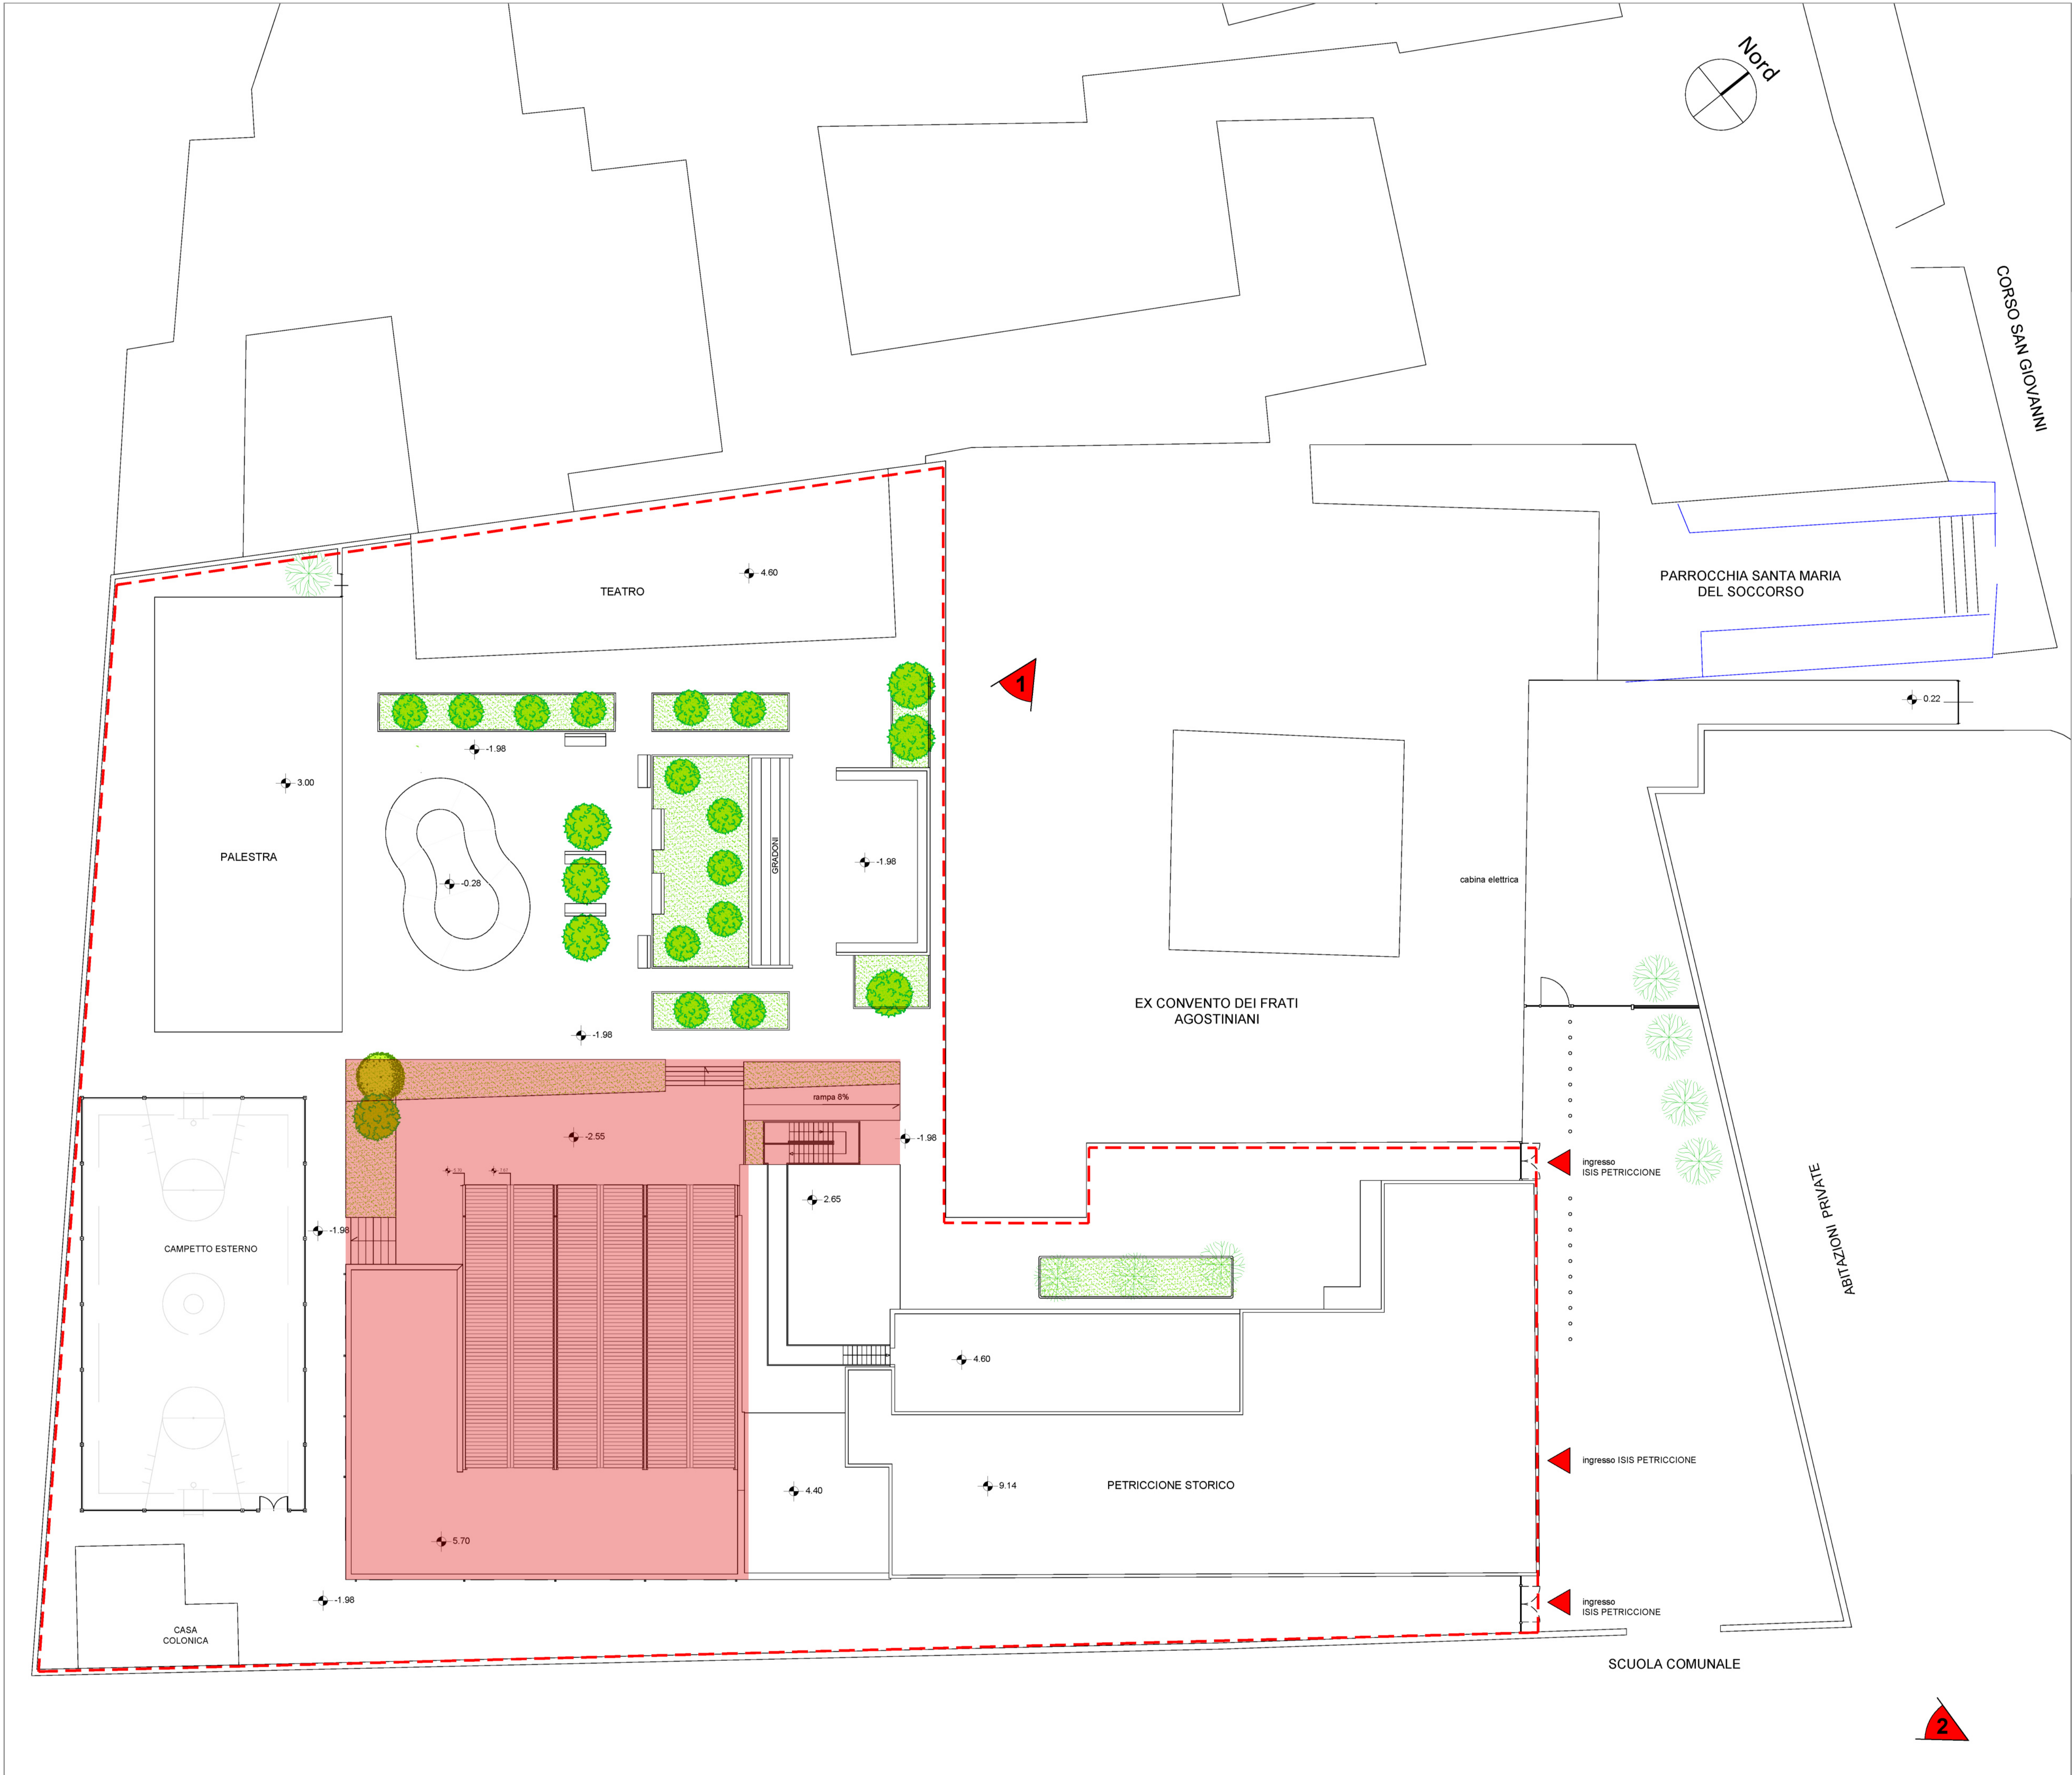 Nord
CORSO SAN GIOVANNI
TEATRO
4.60
PARROCCHIA SANTA MARIA
DEL SOCCORSO
1
0.22
-1.98
3.00
PALESTRA
-0.28
GRADONI
-1.98
cabina elettrica
EX CONVENTO DEI FRATI
AGOSTINIANI
-1.98
rampa 8%
-2.55
-1.98
ingresso
ISIS PETRICCIONE
2.65
-1.98
CAMPETTO ESTERNO
ABITAZIONI PRIVATE
4.60
ingresso ISIS PETRICCIONE
4.40
9.14
PETRICCIONE STORICO
5.70
-1.98
ingresso
ISIS PETRICCIONE
CASA
COLONICA
SCUOLA COMUNALE
2